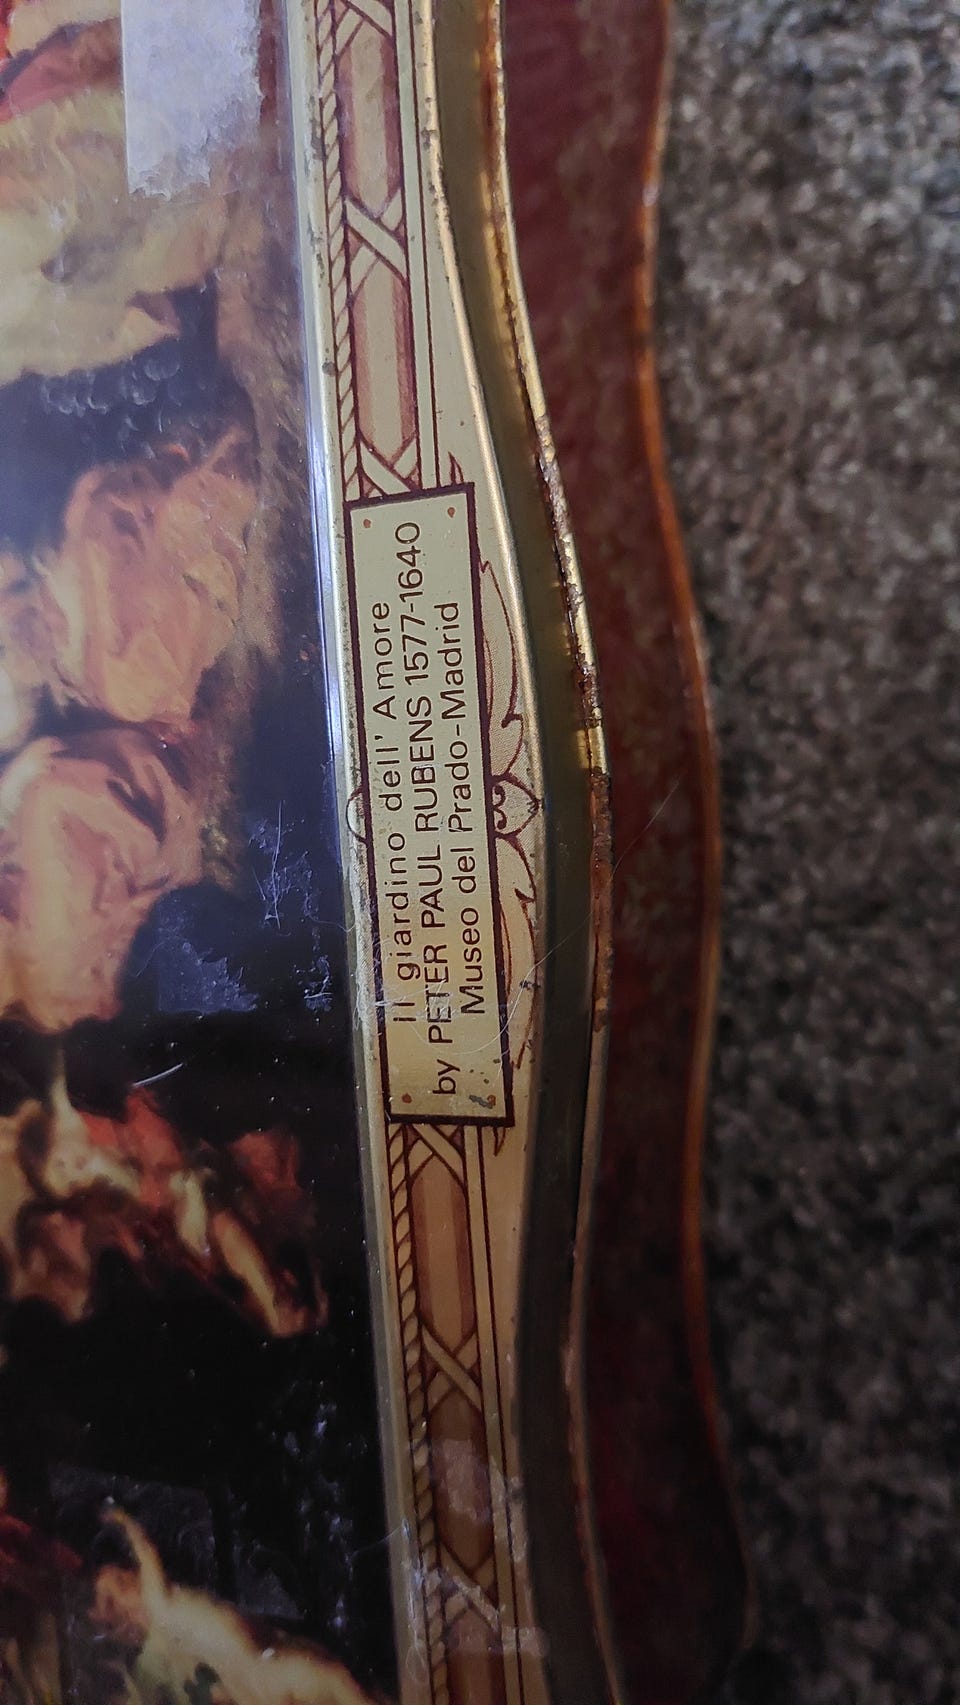 il giardino dell' Amore
by PETER PAUL RUBENS 1577-1640
Museo del Prado-Madrid